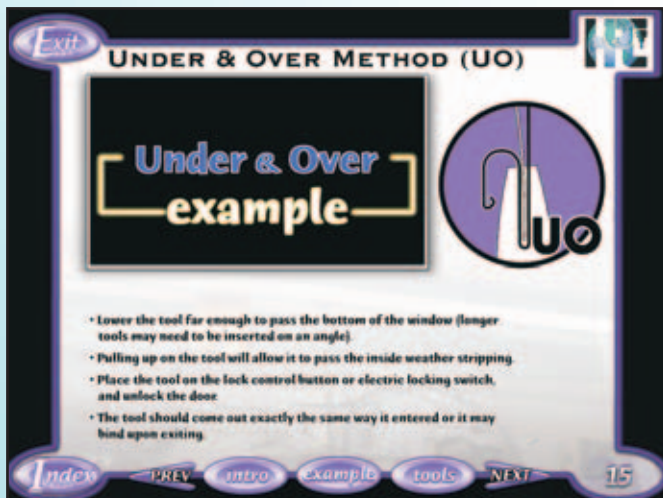 Exit
HPC
UNDER & OVER METHOD (UO)
Under & Over
example
UO
• Lower the tool far enough to pass the bottom of the window (longer
tools may need to be inserted on an angle).
• Pulling up on the tool will allow it to pass the inside weather stripping.
• Place the tool on the lock control button or electric locking switch,
and unlock the door.
• The tool should come out exactly the same way it entered or it may
bind upon exiting.
Index PREV intro example tools NEXT 15